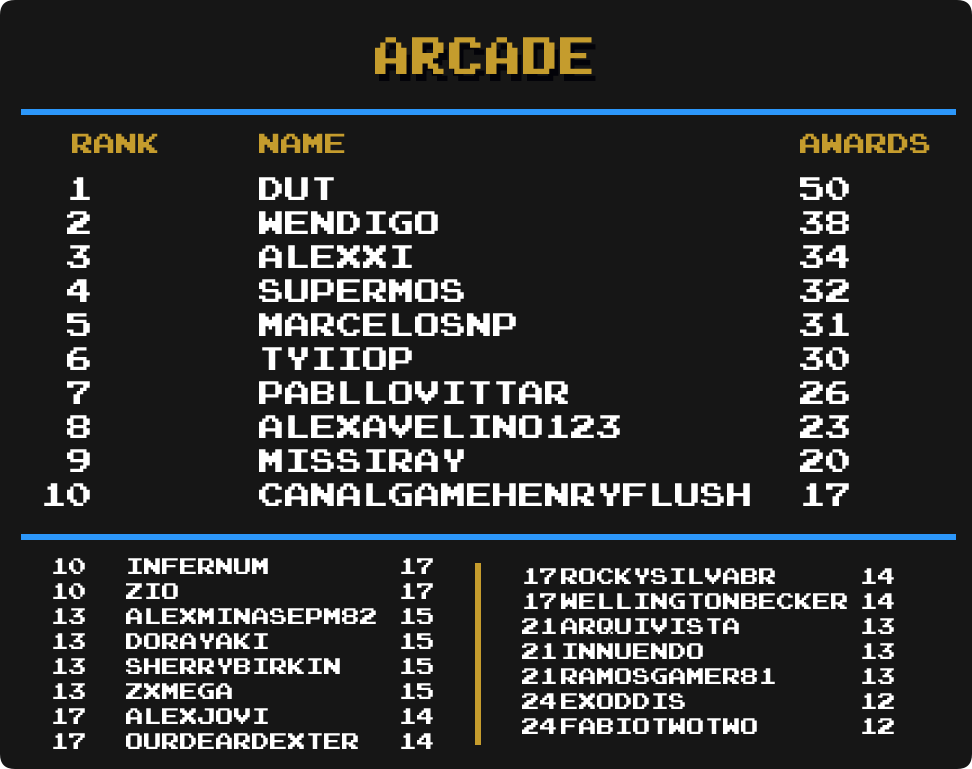 ARCADE
RANK NAME AWARDS
1 DUT 50
2 WENDIGO 38
3 ALEXXI 34
4 SUPERMOS 32
5 MARCELOSNP 31
6 TYIIOP 30
7 PABLLOVITTAR 26
8 ALEXAVELINO123 23
9 MISSIRAY 20
10 CANALGAMEHENRYFLUSH 17
10 INFERNUM 17
10 ZIO 17
13 ALEXMINASEPM82 15
13 DORAYAKI 15
13 SHERRYBIRKIN 15
13 ZXMEGA 15
17 ALEXJOVI 14
17 OURDEARDEXTER 14
17 ROCKYSILVABR 14
17 WELLINGTONBECKER 14
21 ARQUIVISTA 13
21 INNUENDO 13
21 RAMOSGAMER81 13
24 EXODDIS 12
24 FABIOTWOTWO 12